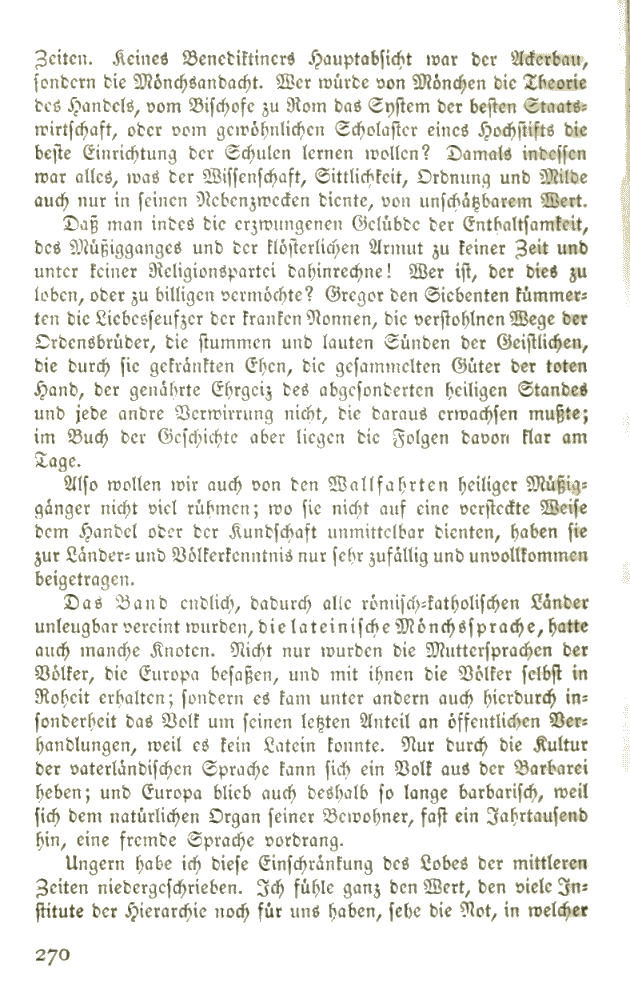 Zeiten. Keines Benediktiners Hauptabsicht war der Ackerbau,
sondern die Mönchsandacht. Wer würde von Mönchen die Theorie
des Handels, vom Bischofe zu Rom das System der besten Staats-
wirtschaft, oder vom gewöhnlichen Scholaster eines Hochstifts die
beste Einrichtung der Schulen lernen wollen? Damals indessen
war alles, was der Wissenschaft, Sittlichkeit, Ordnung und Milde
auch nur in seinen Nebenzwecken diente, von unschätzbarem Wert.
Daß man indes die erzwungenen Gelübde der Enthaltsamkeit,
des Müßigganges und der klösterlichen Armut zu keiner Zeit und
unter keiner Religionspartei dahinrechne! Wer ist, der dies zu
loben, oder zu billigen vermöchte? Gregor den Siebenten kümmer-
ten die Liebesseufzer der kranken Nonnen, die verstohlnen Wege der
Ordensbrüder, die stummen und lauten Sünden der Geistlichen,
die durch sie gekränkten Ehen, die gesammelten Güter der toten
Hand, der genährte Ehrgeiz des abgesonderten heiligen Standes
und jede andre Verwirrung nicht, die daraus erwachsen mußte;
im Buch der Geschichte aber liegen die Folgen davon klar am
Tage.
Also wollen wir auch von den Wallfahrten heiliger Müßig-
gänger nicht viel rühmen; wo sie nicht auf eine versteckte Weise
dem Handel oder der Kundschaft unmittelbar dienten, haben sie
zur Länder- und Völkerkenntnis nur sehr zufällig und unvollkommen
beigetragen.
Das Band endlich, dadurch alle römisch-katholischen Länder
unleugbar vereint wurden, die lateinische Mönchssprache, hatte
auch manche Knoten. Nicht nur wurden die Muttersprachen der
Völker, die Europa besaßen, und mit ihnen die Völker selbst in
Roheit erhalten; sondern es kam unter andern auch hierdurch in-
sonderheit das Volk um seinen letzten Anteil an öffentlichen Ver-
handlungen, weil es kein Latein konnte. Nur durch die Kultur
der vaterländischen Sprache kann sich ein Volk aus der Barbarei
heben; und Europa blieb auch deshalb so lange barbarisch, weil
sich dem natürlichen Organ seiner Bewohner, fast ein Jahrtausend
hin, eine fremde Sprache vordrang.
Ungern habe ich diese Einschränkung des Lobes der mittleren
Zeiten niedergeschrieben. Ich fühle ganz den Wert, den viele In-
stitute der Hierarchie noch für uns haben, sehe die Not, in welcher
270